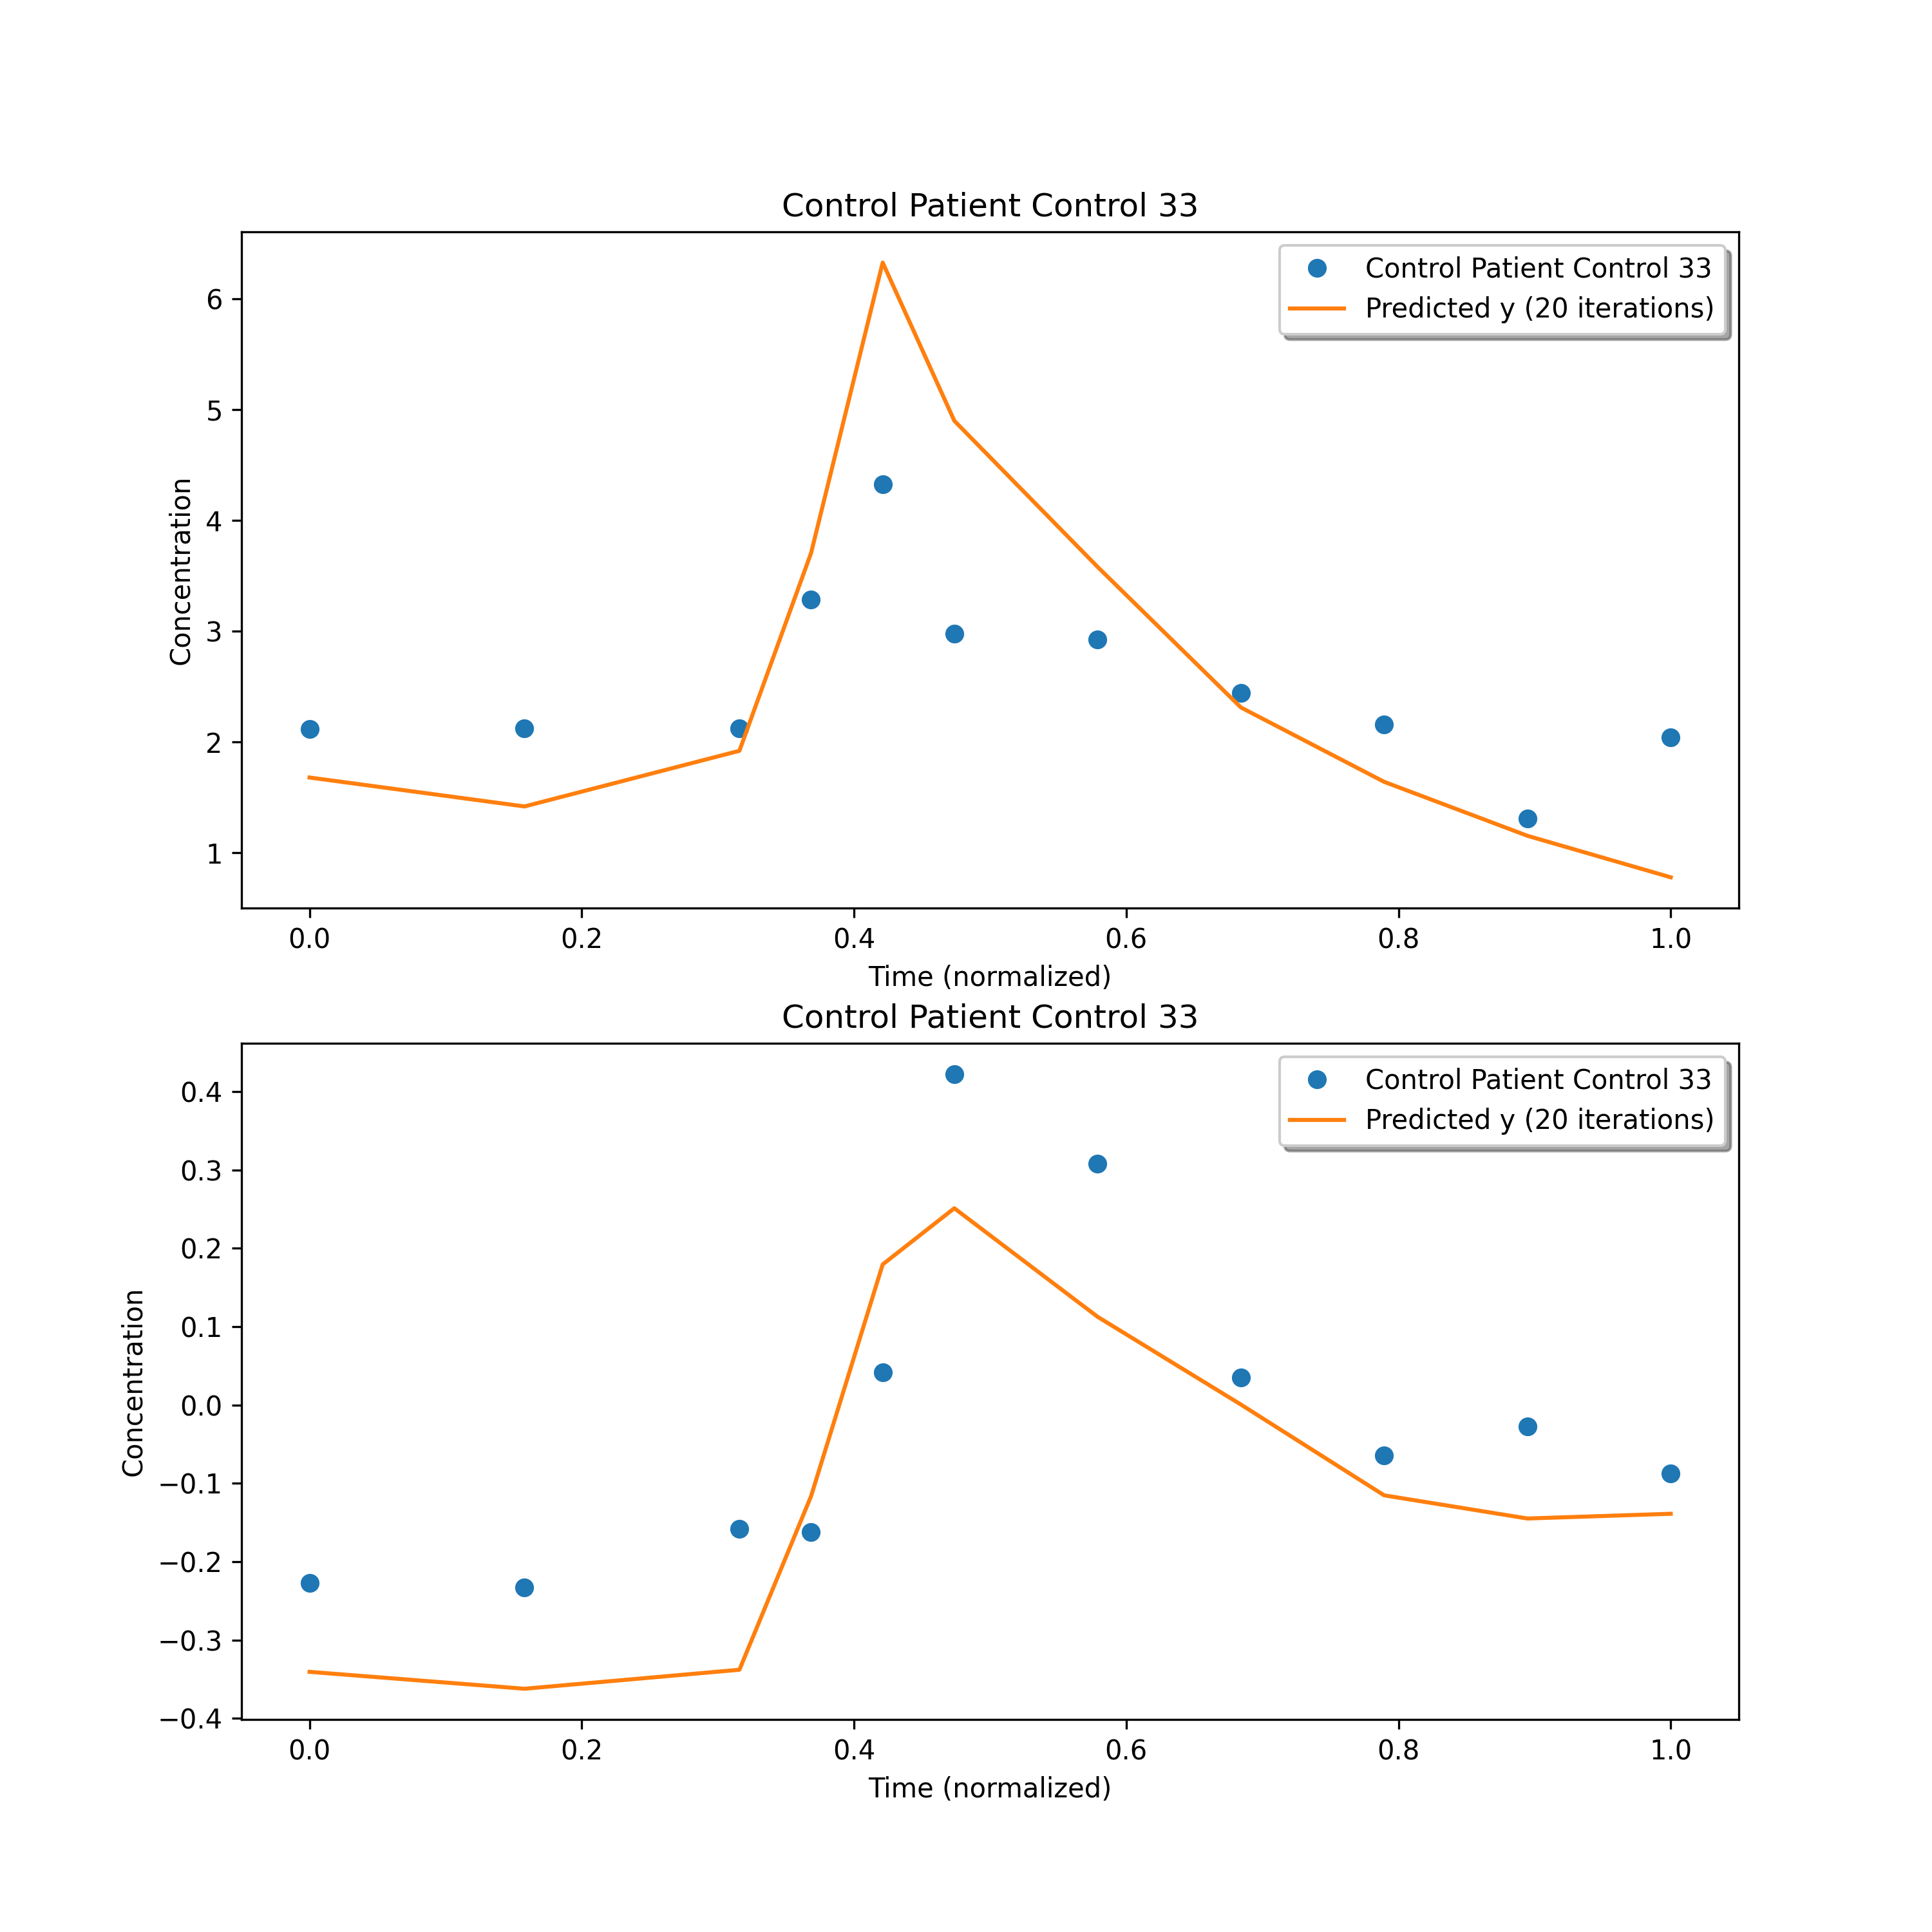 Control Patient Control 33
Control Patient Control 33
Predicted y (20 iterations)
6
5
4
3
2
1
Concentration
0.0 0.2 0.4 0.6 0.8 1.0
Time (normalized)
Control Patient Control 33
Control Patient Control 33
Predicted y (20 iterations)
0.4
0.3
0.2
0.1
0.0
−0.1
−0.2
−0.3
−0.4
Concentration
0.0 0.2 0.4 0.6 0.8 1.0
Time (normalized)